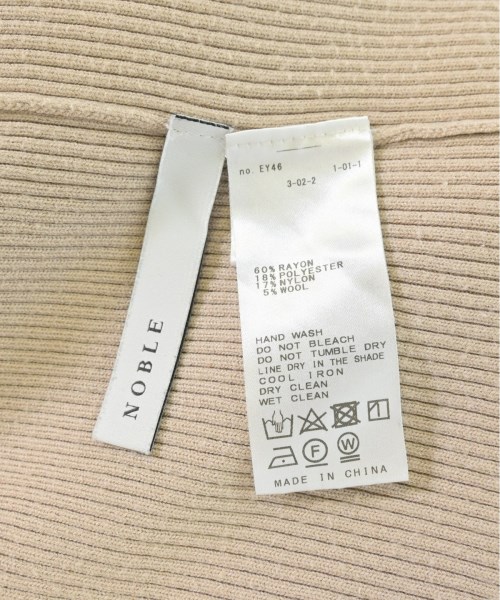 NOBLE
no. EY46 1-01-1
3-02-2
60% RAYON
18% POLYESTER
17% NYLON
5% WOOL
HAND WASH
DO NOT BLEACH
DO NOT TUMBLE DRY
LINE DRY IN THE SHADE
COOL IRON
DRY CLEAN
WET CLEAN
F W
MADE IN CHINA